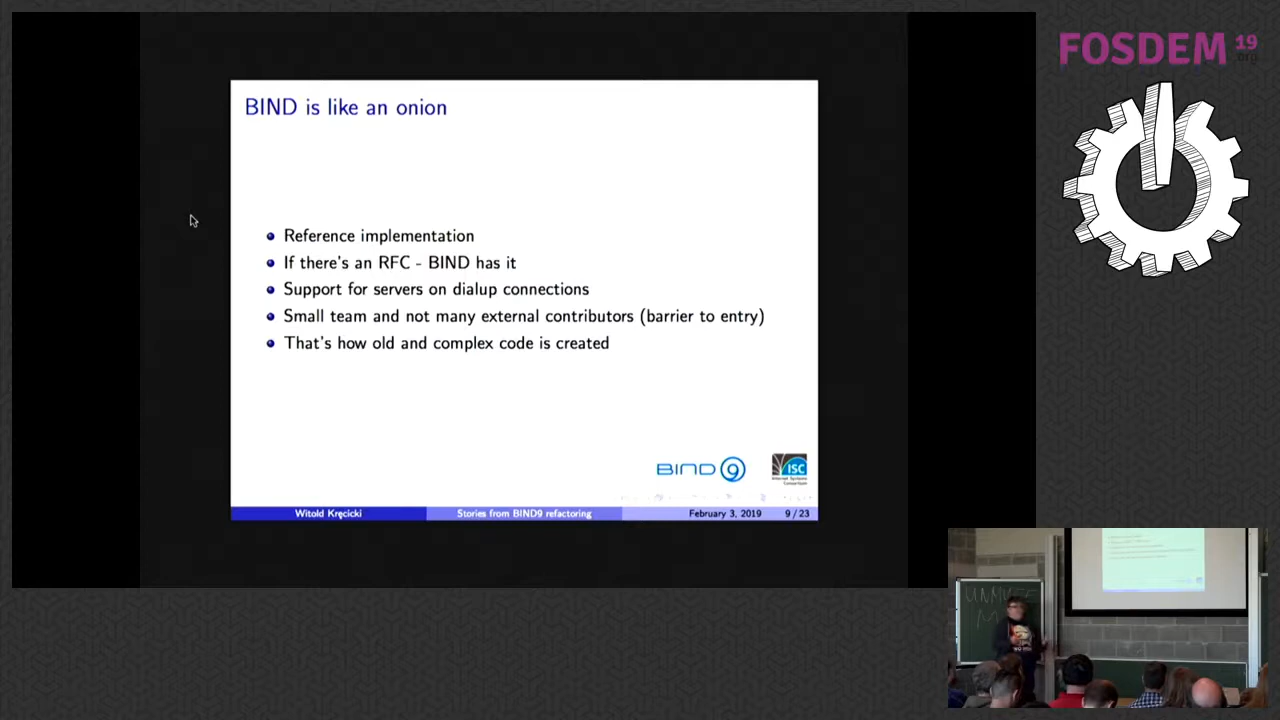 BIND is like an onion
Reference implementation
If there's an RFC - BIND has it
Support for servers on dialup connections
Small team and not many external contributors (barrier to entry)
That's how old and complex code is created
BIND 9
ISC
Internet Systems
Consortium
Witold Kręcicki
Stories from BIND9 refactoring
February 3, 2019
9 / 23
FOSDEM 19
.org
UNMUTE